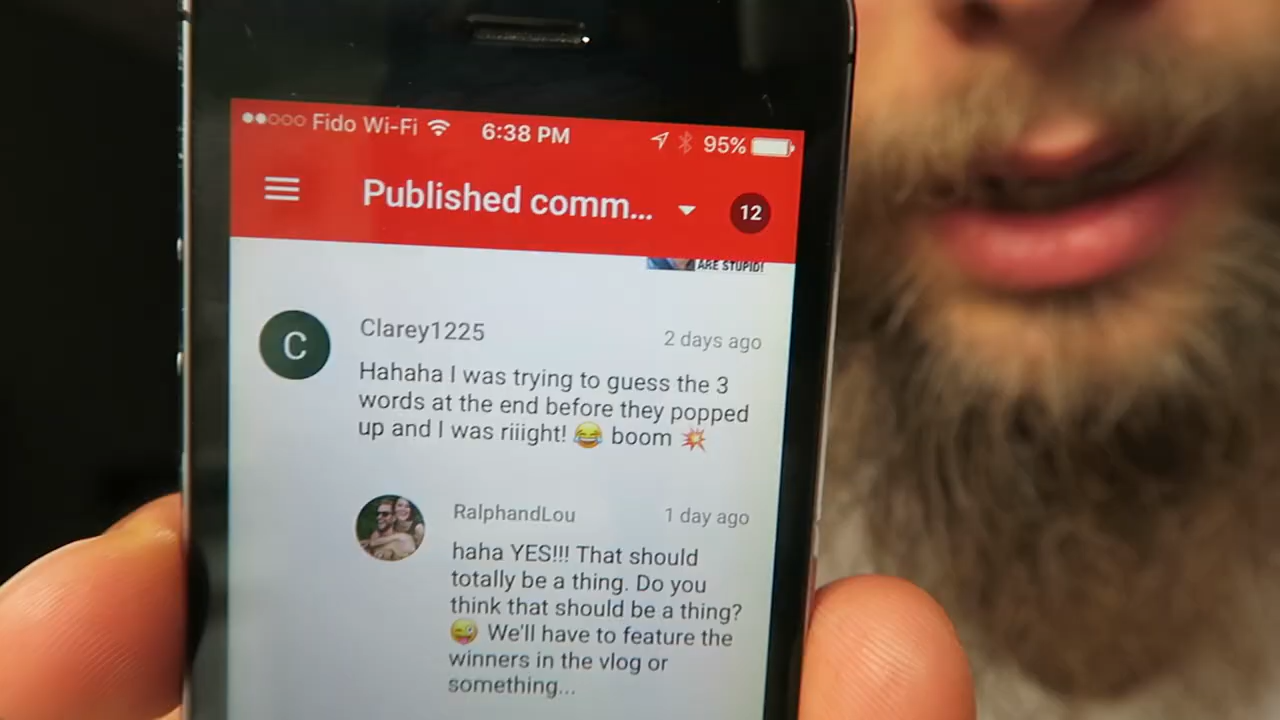 Fido Wi-Fi 6:38 PM 95%
Published comm... 12
ARE STUPID!
C Clarey1225 2 days ago
Hahaha I was trying to guess the 3
words at the end before they popped
up and I was riiight! 😂 boom 💥
RalphandLou 1 day ago
haha YES!!! That should
totally be a thing. Do you
think that should be a thing?
😜 We'll have to feature the
winners in the vlog or
something...